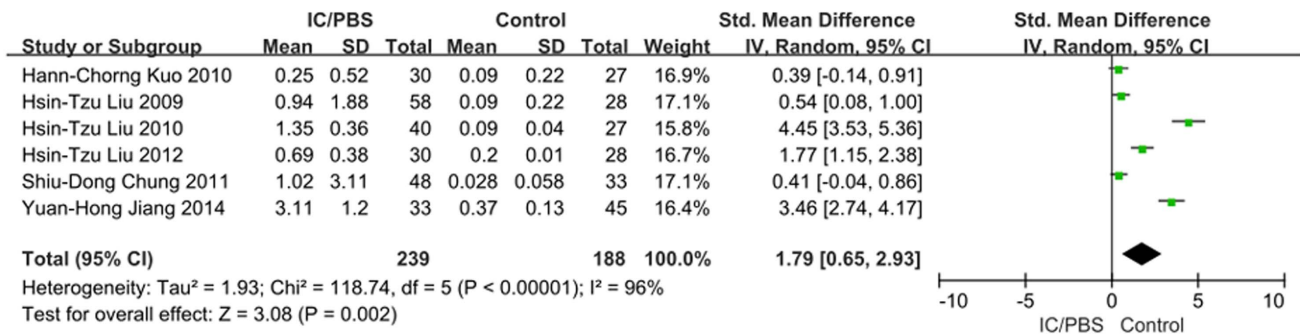 IC/PBS Control Std. Mean Difference Std. Mean Difference
Study or Subgroup Mean SD Total Mean SD Total Weight IV, Random, 95% CI IV, Random, 95% CI
Hann-Chorng Kuo 2010 0.25 0.52 30 0.09 0.22 27 16.9% 0.39 [-0.14, 0.91]
Hsin-Tzu Liu 2009 0.94 1.88 58 0.09 0.22 28 17.1% 0.54 [0.08, 1.00]
Hsin-Tzu Liu 2010 1.35 0.36 40 0.09 0.04 27 15.8% 4.45 [3.53, 5.36]
Hsin-Tzu Liu 2012 0.69 0.38 30 0.2 0.01 28 16.7% 1.77 [1.15, 2.38]
Shiu-Dong Chung 2011 1.02 3.11 48 0.028 0.058 33 17.1% 0.41 [-0.04, 0.86]
Yuan-Hong Jiang 2014 3.11 1.2 33 0.37 0.13 45 16.4% 3.46 [2.74, 4.17]
Total (95% CI) 239 188 100.0% 1.79 [0.65, 2.93]
Heterogeneity: Tau² = 1.93; Chi² = 118.74, df = 5 (P < 0.00001); I² = 96%
Test for overall effect: Z = 3.08 (P = 0.002)
-10 -5 0 5 10
IC/PBS Control